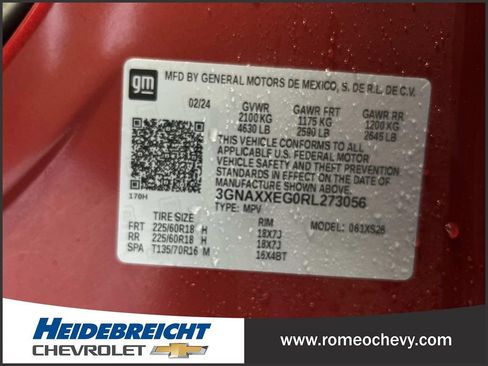 gm
MFD BY GENERAL MOTORS DE MEXICO, S. DE R.L. DE C.V.
02/24 GVWR GAWR FRT GAWR RR
2100 KG 1175 KG 1200 KG
4630 LB 2590 LB 2645 LB
THIS VEHICLE CONFORMS TO ALL
APPLICABLE U.S. FEDERAL MOTOR
VEHICLE SAFETY AND THEFT PREVENTION
STANDARDS IN EFFECT ON THE DATE OF
MANUFACTURE SHOWN ABOVE.
3GNAXXEG0RL273056
170H TYPE: MPV MODEL: 061XS26
TIRE SIZE RIM
FRT 225/60R18 H 18X7J
RR 225/60R18 H 18X7J
SPA T135/70R16 M 16X4BT
HEIDEBREICHT
CHEVROLET
www.romeochevy.com